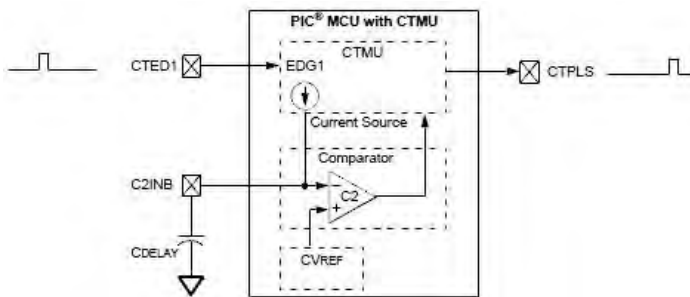 PIC® MCU with CTMU
CTMU
CTED1
EDG1
CTPLS
Current Source
Comparator
C2INB
−
C2
+
CDELAY
CVREF